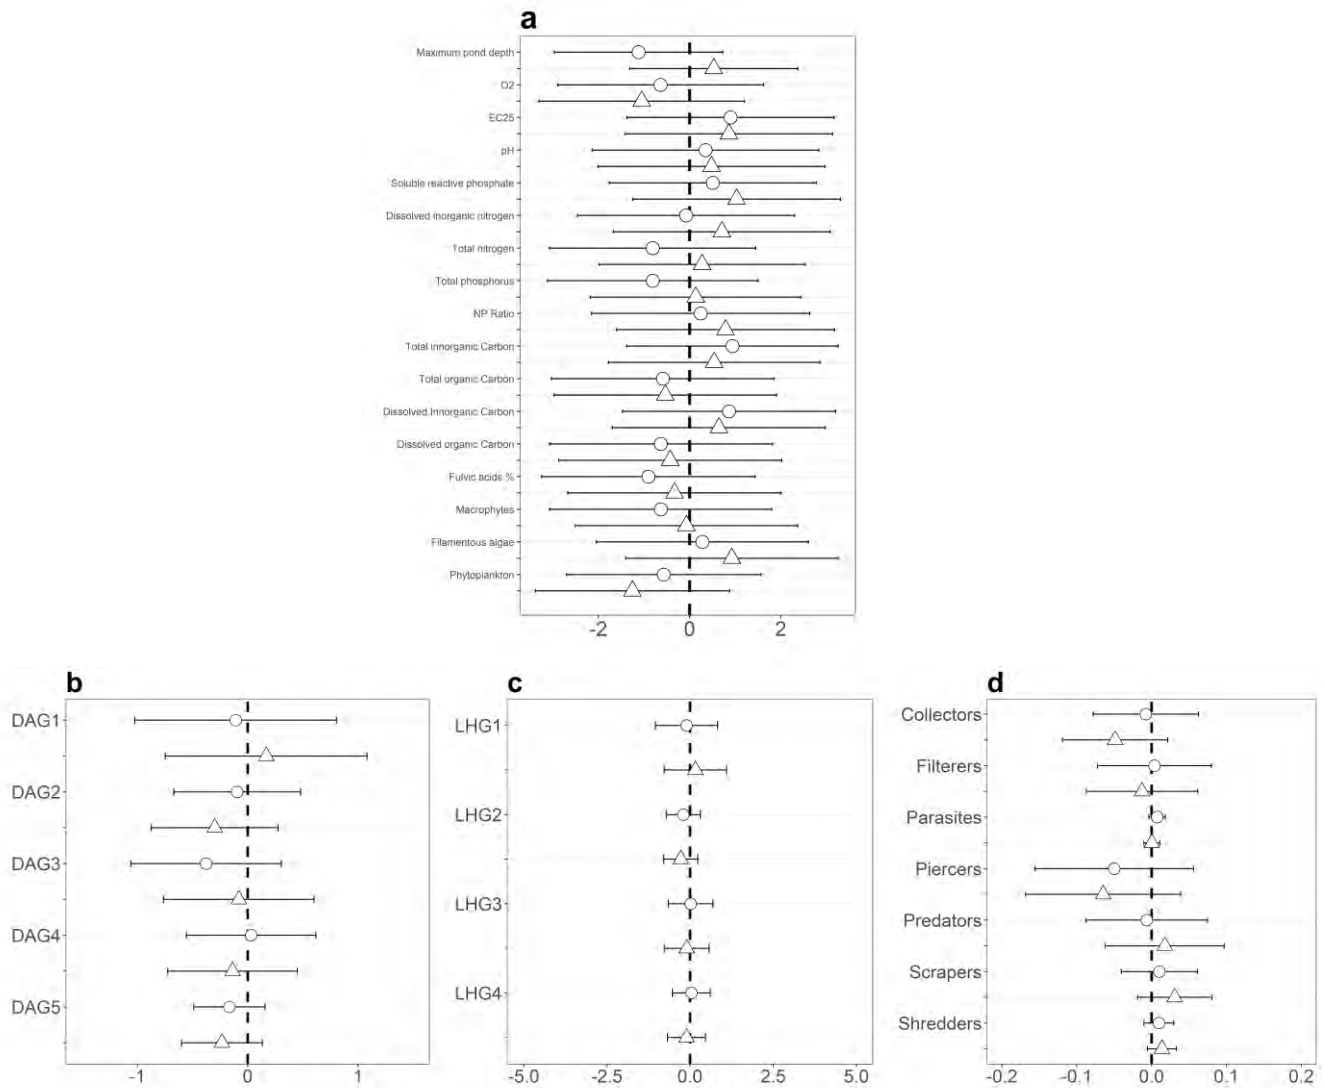 a
Maximum pond depth
O2
EC25
pH
Soluble reactive phosphate
Dissolved inorganic nitrogen
Total nitrogen
Total phosphorus
NP Ratio
Total innorganic Carbon
Total organic Carbon
Dissolved innorganic Carbon
Dissolved organic Carbon
Fulvic acids %
Macrophytes
Filamentous algae
Phytoplankton
-2 0 2
b
DAG1
DAG2
DAG3
DAG4
DAG5
-1 0 1
c
LHG1
LHG2
LHG3
LHG4
-5.0 -2.5 0.0 2.5 5.0
d
Collectors
Filterers
Parasites
Piercers
Predators
Scrapers
Shredders
-0.2 -0.1 0.0 0.1 0.2